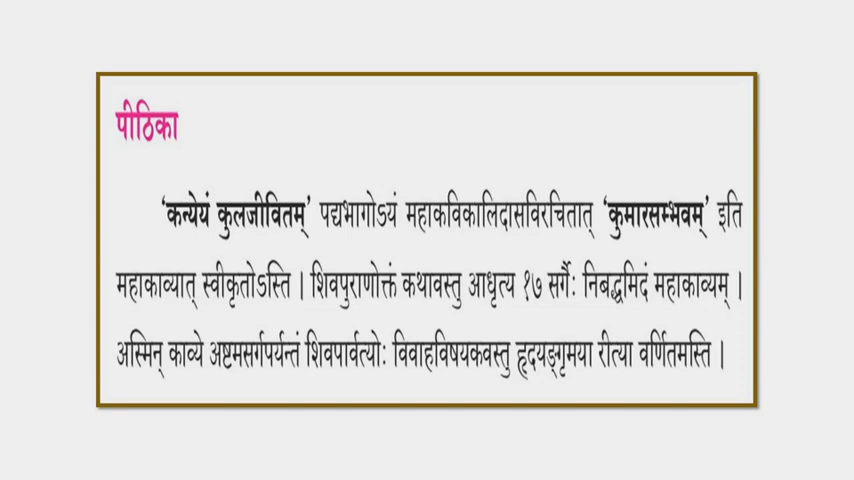 पीठिका
‘कन्येयं कुलजीवितम्’ पद्यभागोऽयं महाकविकालिदासविरचितात् ‘कुमारसम्भवम्’ इति
महाकाव्यात् स्वीकृतोऽस्ति । शिवपुराणोक्तं कथावस्तु आधृत्य १७ सर्गैः निबद्धमिदं महाकाव्यम् ।
अस्मिन् काव्ये अष्टमसर्गपर्यन्तं शिवपार्वत्योः विवाहविषयकवस्तु हृदयङ्गमया रीत्या वर्णितमस्ति ।